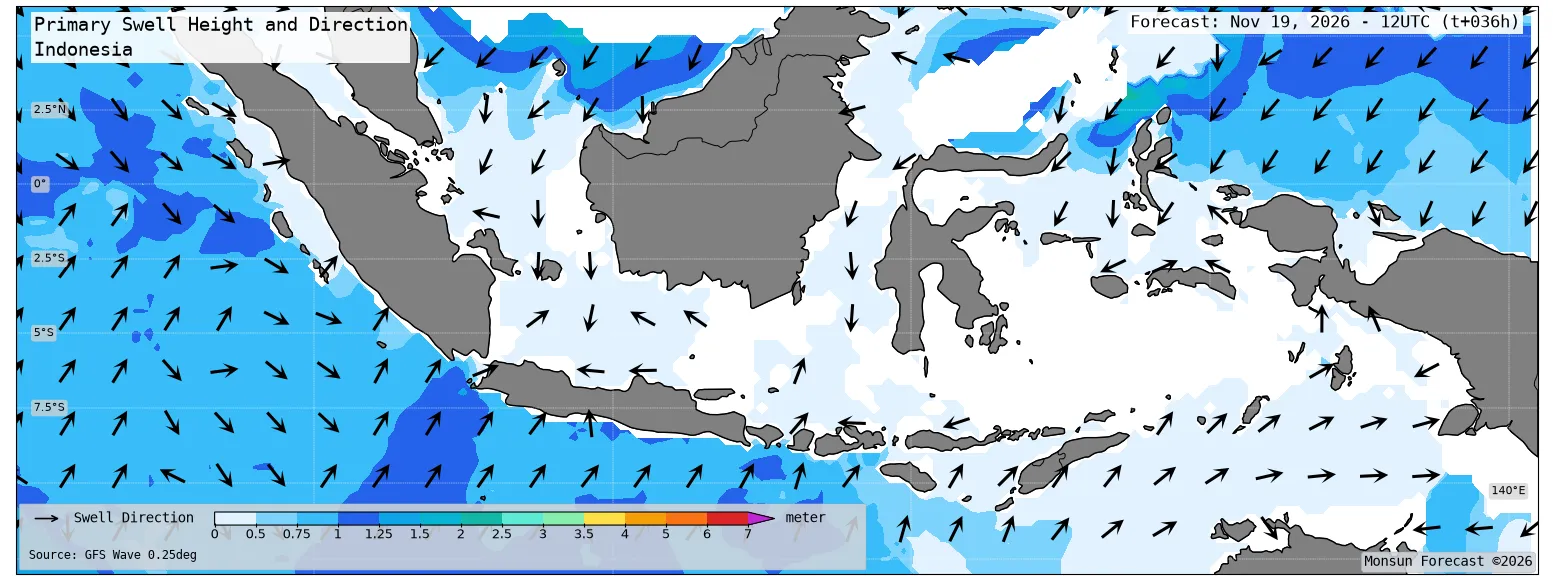 Primary Swell Height and Direction
Indonesia
Forecast: Nov 19, 2026 - 12UTC (t+036h)
2.5°N
0°
2.5°S
5°S
7.5°S
140°E
Swell Direction
meter
0 0.5 0.75 1 1.25 1.5 2 2.5 3 3.5 4 5 6 7
Source: GFS Wave 0.25deg
Monsun Forecast ©2026